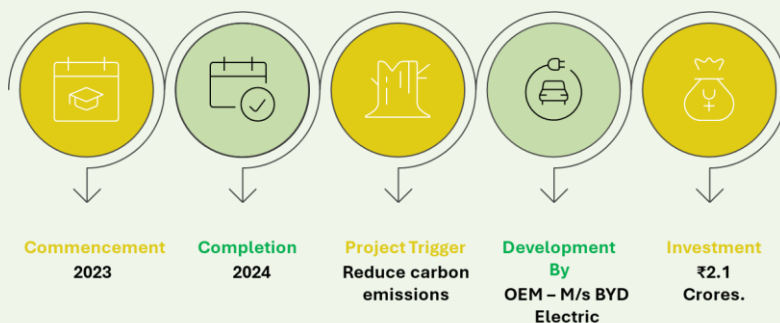 Commencement
2023
Completion
2024
Project Trigger
Reduce carbon
emissions
Development
By
OEM – M/s BYD
Electric
Investment
₹2.1
Crores.